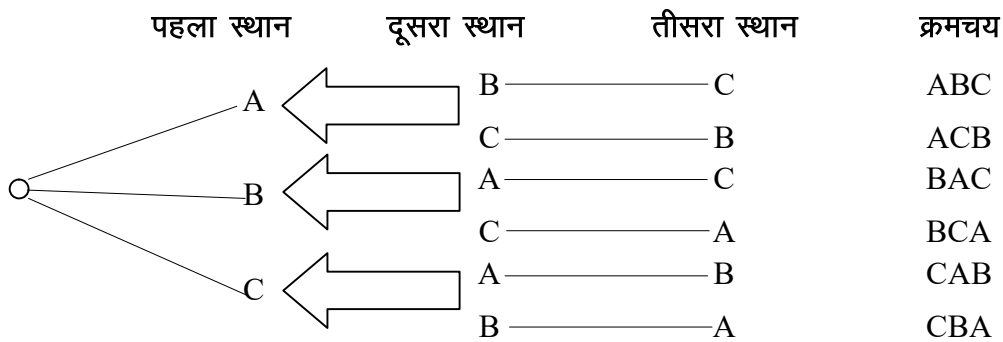 पहला स्थान दूसरा स्थान तीसरा स्थान क्रमचय
B C ABC
A
C B ACB
A C BAC
B
C A BCA
A B CAB
C
B A CBA